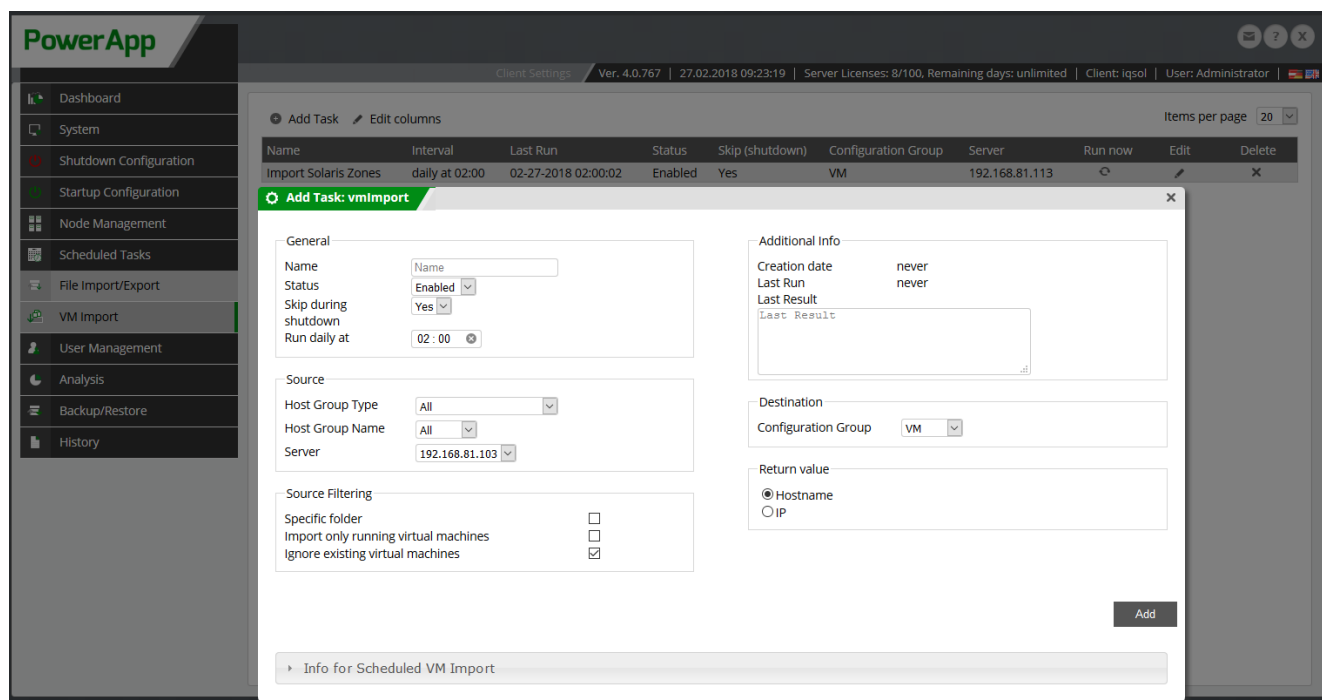 PowerApp
Client Settings Ver. 4.0.767 | 27.02.2018 09:23:19 | Server Licenses: 8/100, Remaining days: unlimited | Client: iqsol | User: Administrator |
Dashboard
System
Shutdown Configuration
Startup Configuration
Node Management
Scheduled Tasks
File Import/Export
VM Import
User Management
Analysis
Backup/Restore
History
Add Task Edit columns Items per page 20
Name Interval Last Run Status Skip (shutdown) Configuration Group Server Run now Edit Delete
Import Solaris Zones daily at 02:00 02-27-2018 02:00:02 Enabled Yes VM 192.168.81.113
Add Task: vmImport
General
Name Name
Status Enabled
Skip during shutdown Yes
Run daily at 02 : 00
Source
Host Group Type All
Host Group Name All
Server 192.168.81.103
Source Filtering
Specific folder
Import only running virtual machines
Ignore existing virtual machines
Additional Info
Creation date never
Last Run never
Last Result
Last Result
Destination
Configuration Group VM
Return value
Hostname
IP
Add
Info for Scheduled VM Import